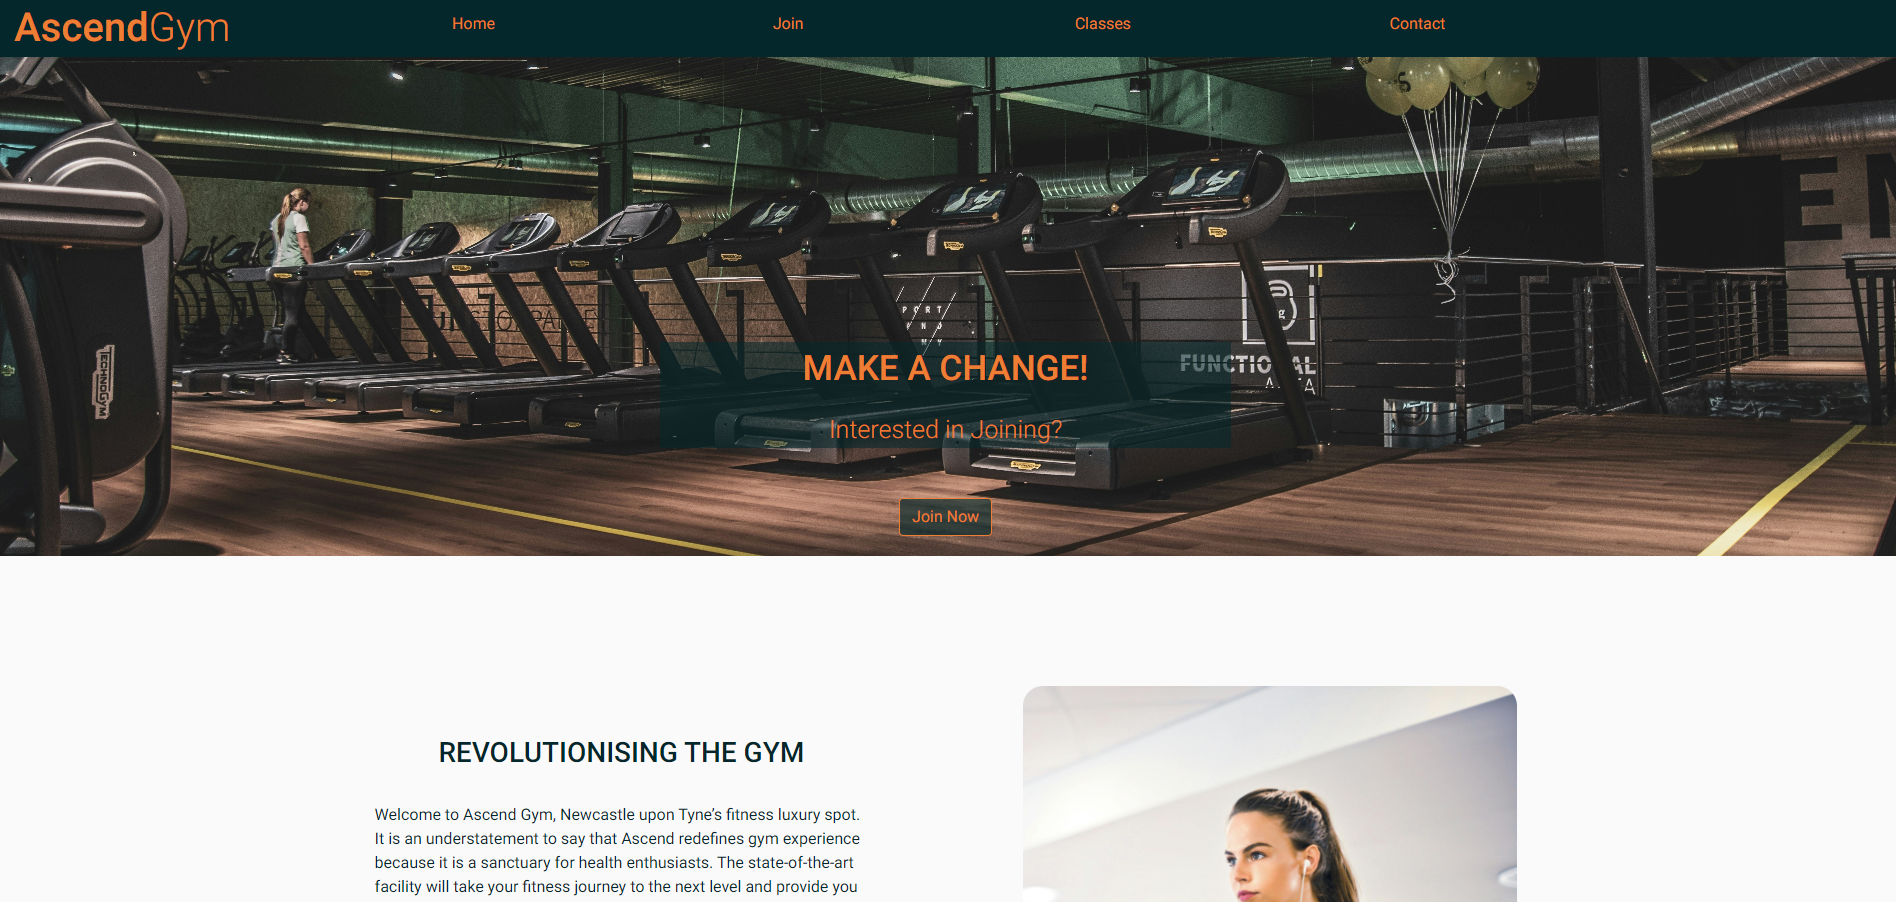 AscendGym
Home
Join
Classes
Contact
TECHNOGYM
FUNCTIONAL
MAKE A CHANGE!
Interested in Joining?
Join Now
REVOLUTIONISING THE GYM
Welcome to Ascend Gym, Newcastle upon Tyne’s fitness luxury spot.
It is an understatement to say that Ascend redefines gym experience
because it is a sanctuary for health enthusiasts. The state-of-the-art
facility will take your fitness journey to the next level and provide you